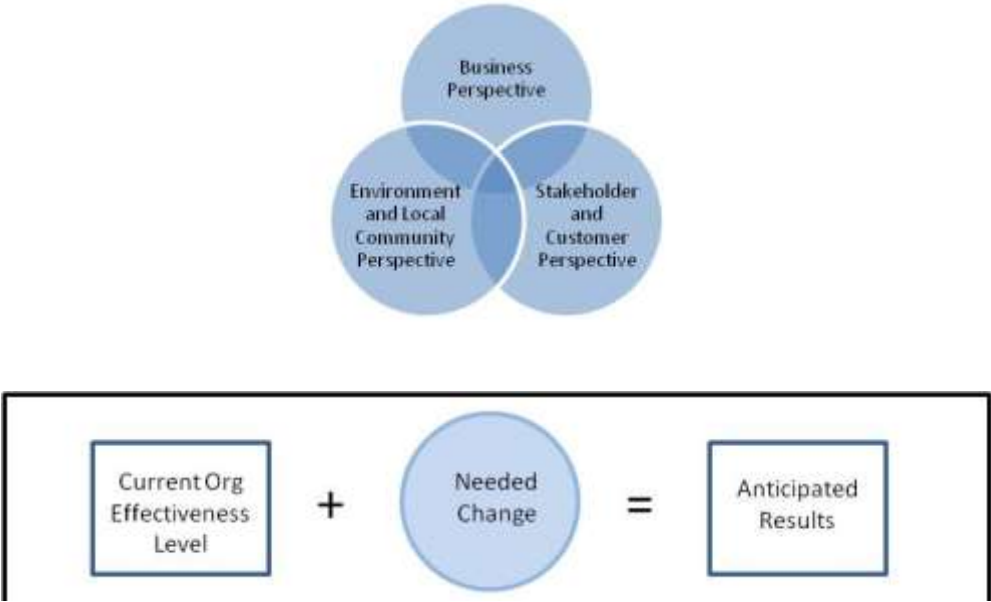 Business
Perspective
Environment
and Local
Community
Perspective
Stakeholder
and
Customer
Perspective
Current Org
Effectiveness
Level
+
Needed
Change
=
Anticipated
Results